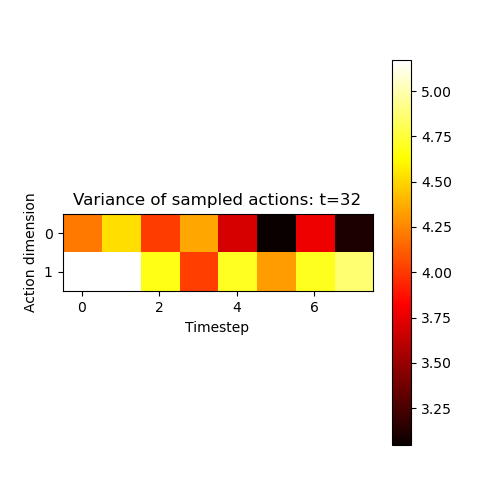 Variance of sampled actions: t=32
Action dimension
0
1
0 2 4 6
Timestep
5.00
4.75
4.50
4.25
4.00
3.75
3.50
3.25